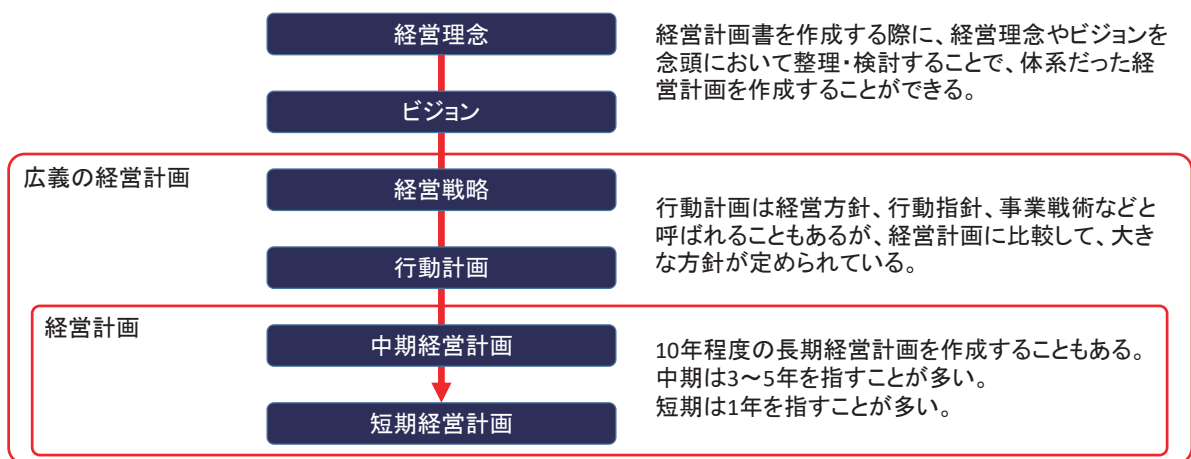 経営理念
経営計画書を作成する際に、経営理念やビジョンを
念頭において整理・検討することで、体系だった経
営計画を作成することができる。
ビジョン
広義の経営計画
経営戦略
行動計画は経営方針、行動指針、事業戦術などと
呼ばれることもあるが、経営計画に比較して、大き
な方針が定められている。
行動計画
経営計画
中期経営計画
10年程度の長期経営計画を作成することもある。
中期は3～5年を指すことが多い。
短期は1年を指すことが多い。
短期経営計画